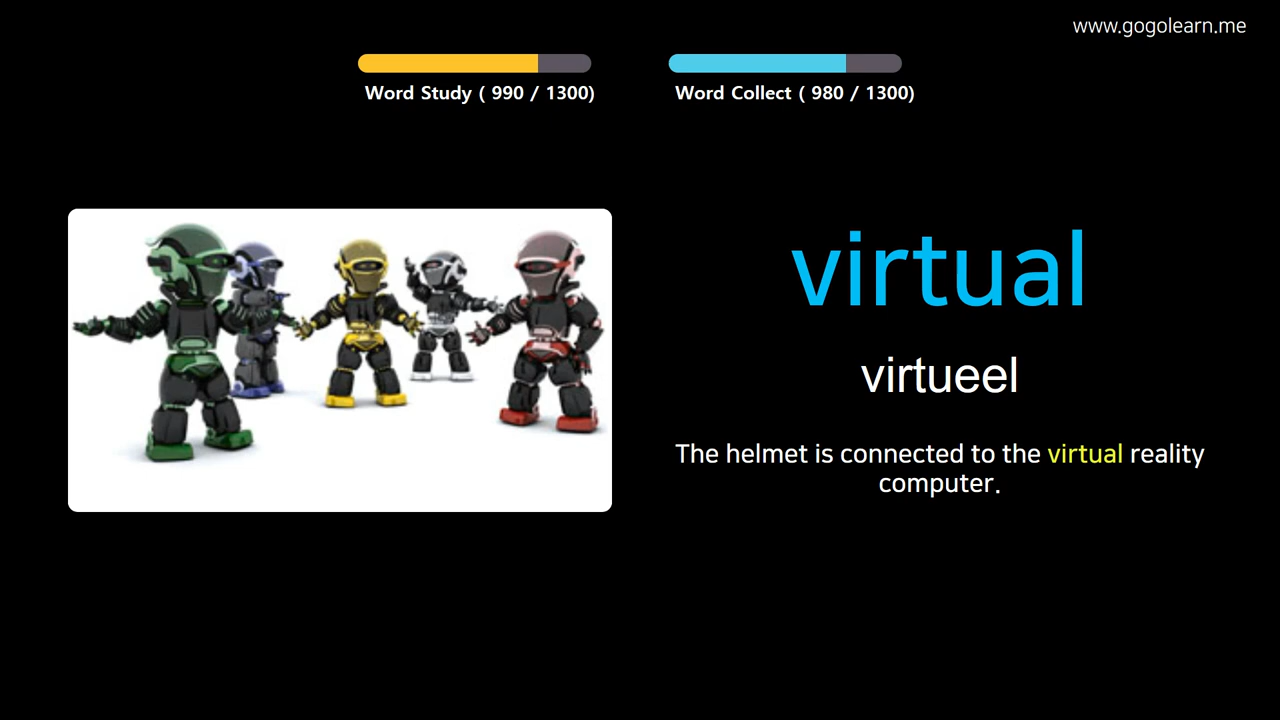 www.gogolearn.me
Word Study ( 990 / 1300)
Word Collect ( 980 / 1300)
virtual
virtueel
The helmet is connected to the virtual reality
computer.